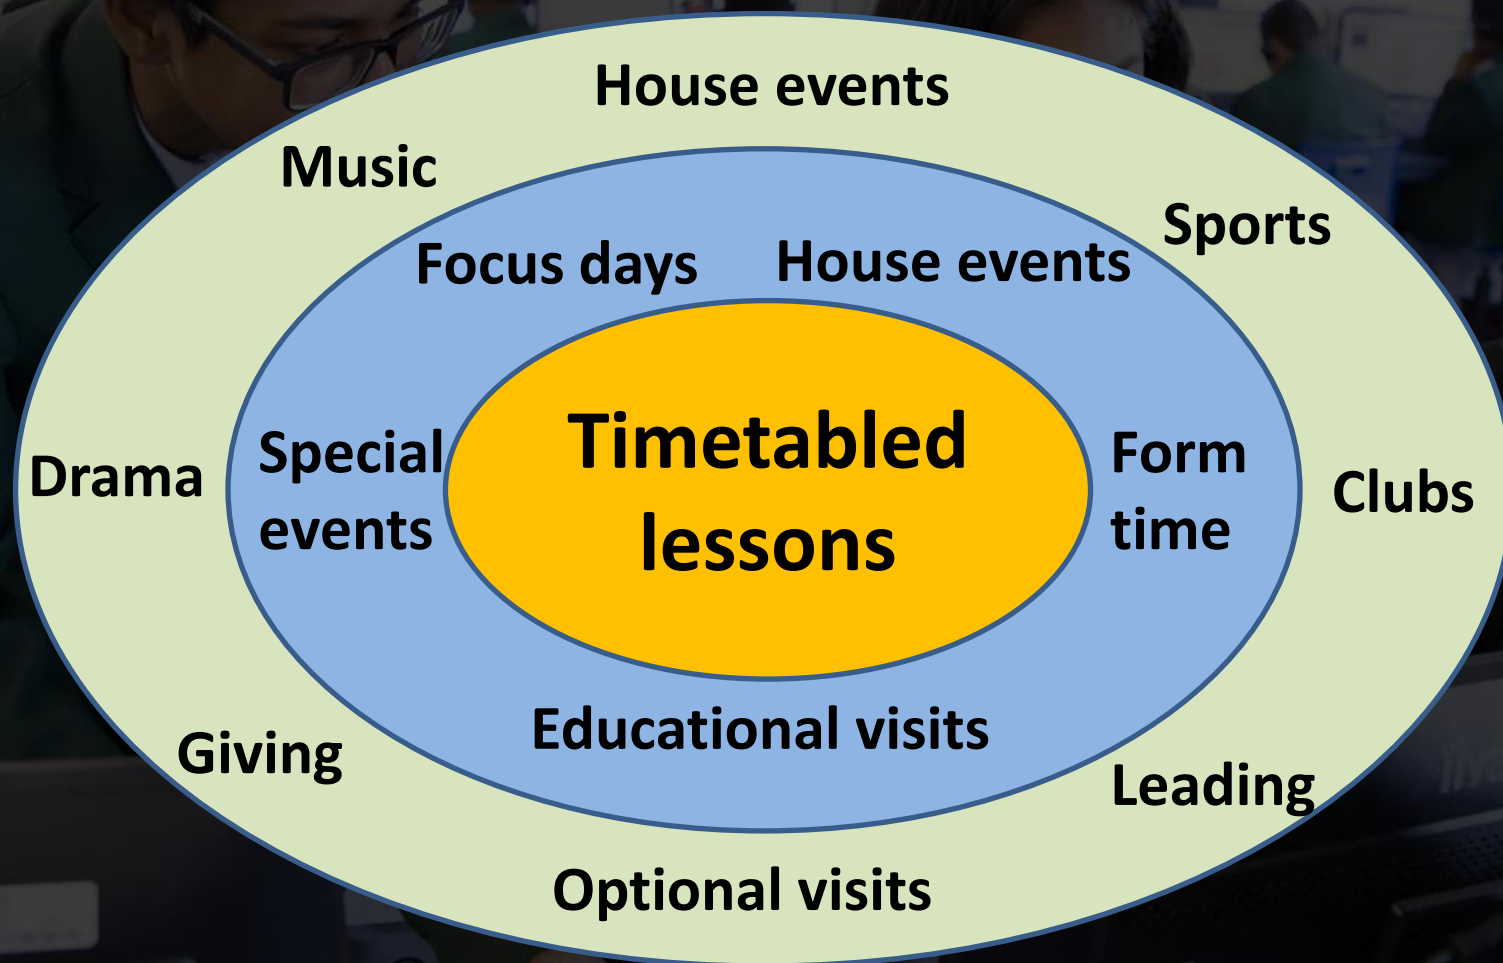 House events
Music
Sports
Focus days
House events
Timetabled
lessons
Special
events
Form
time
Drama
Clubs
Educational visits
Giving
Leading
Optional visits